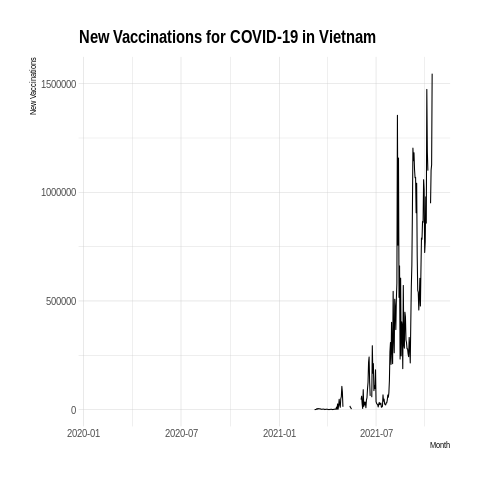 New Vaccinations for COVID-19 in Vietnam
New Vaccinations
1500000
1000000
500000
0
2020-01 2020-07 2021-01 2021-07
Month